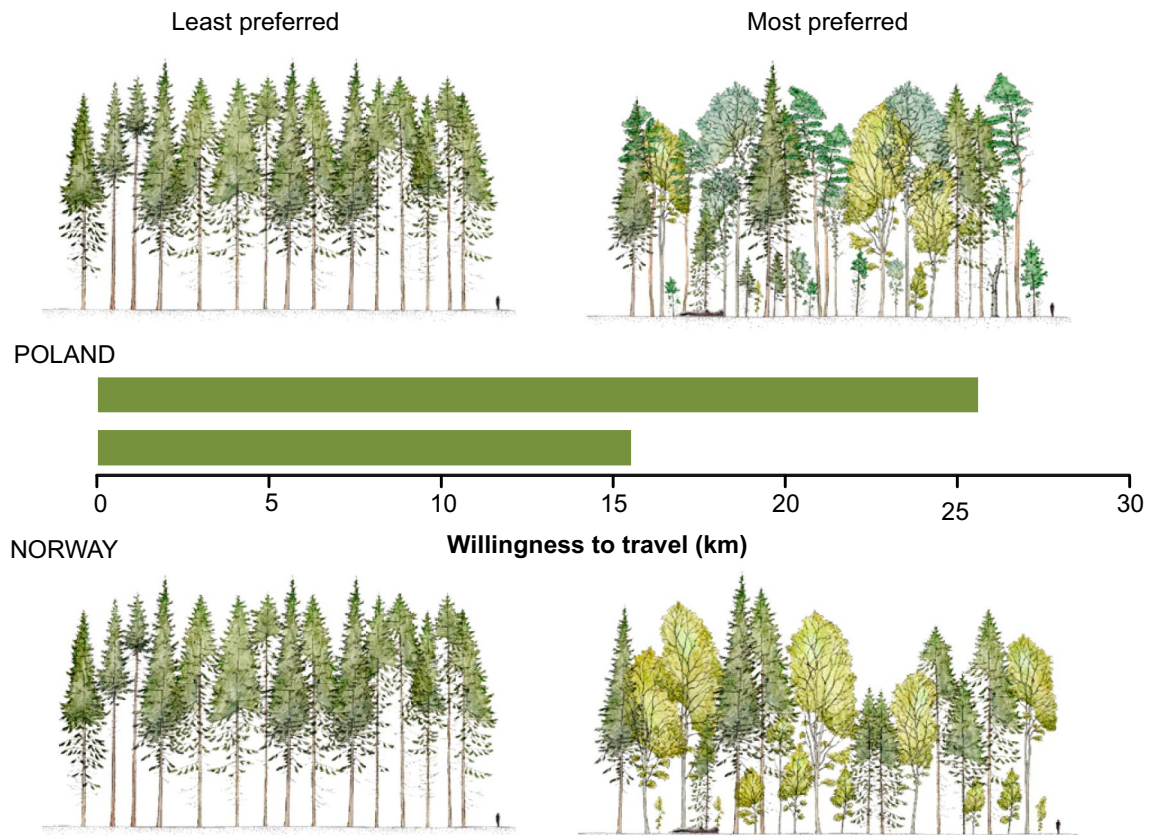 Least preferred
Most preferred
POLAND
0 5 10 15 20 25 30
Willingness to travel (km)
NORWAY